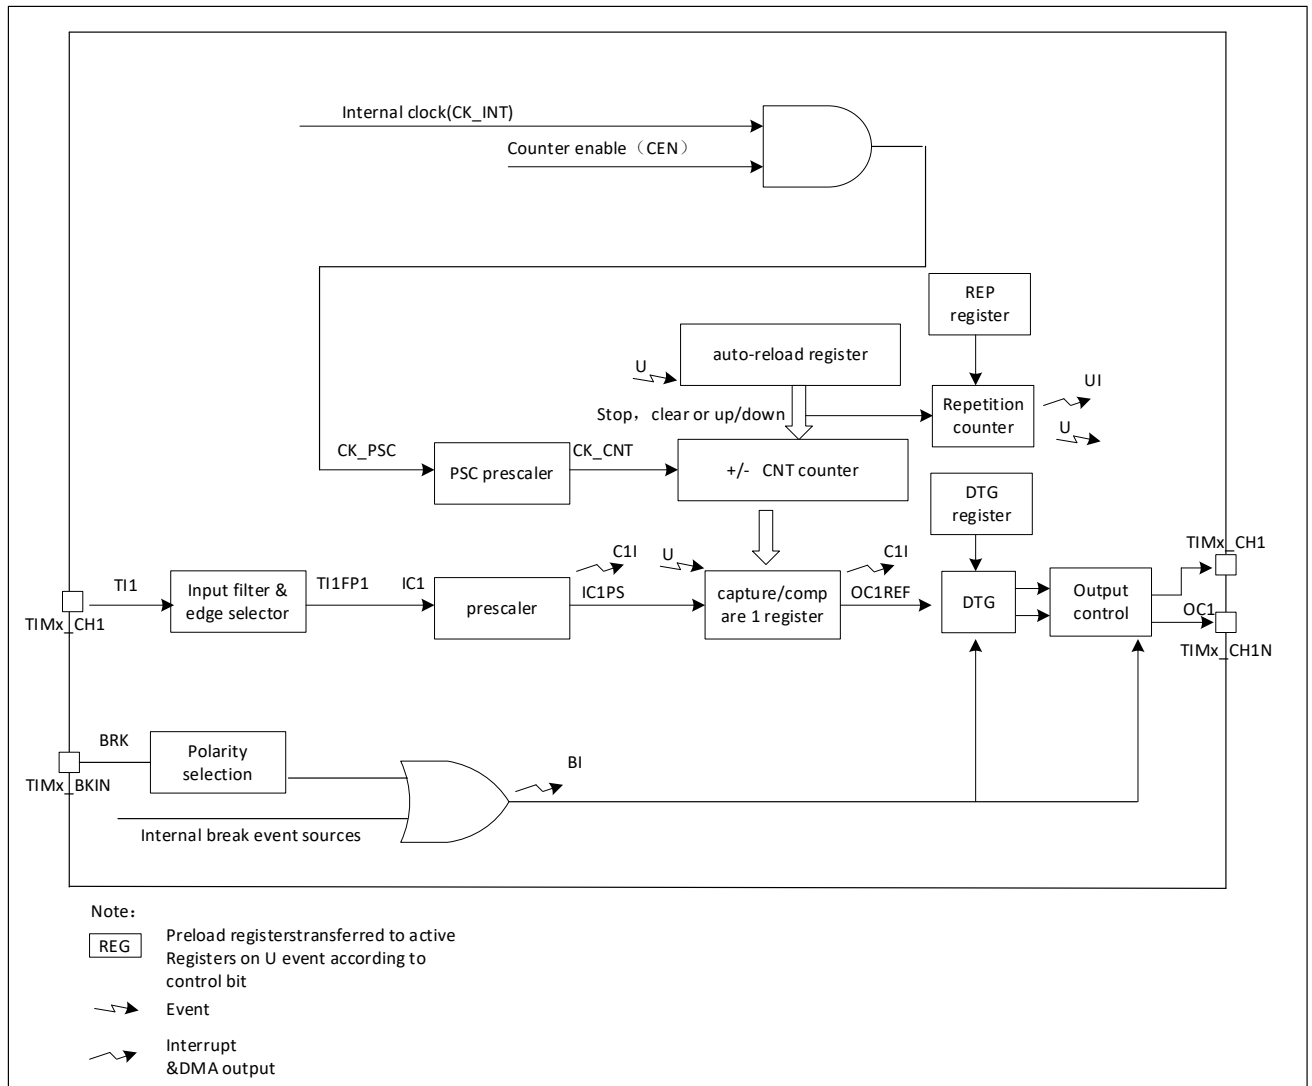 Internal clock(CK_INT)
Counter enable（CEN）
REP
register
auto-reload register
U
UI
Stop，clear or up/down
Repetition
counter
U
CK_PSC
CK_CNT
PSC prescaler
+/- CNT counter
DTG
register
TIMx_CH1
C1I
U
C1I
TI1
Input filter &
edge selector
TI1FP1
IC1
prescaler
IC1PS
capture/comp
are 1 register
OC1REF
DTG
Output
control
OC1
TIMx_CH1
TIMx_CH1N
BRK
Polarity
selection
BI
TIMx_BKIN
Internal break event sources
Note：
REG
Preload registerstransferred to active
Registers on U event according to
control bit
Event
Interrupt
&DMA output